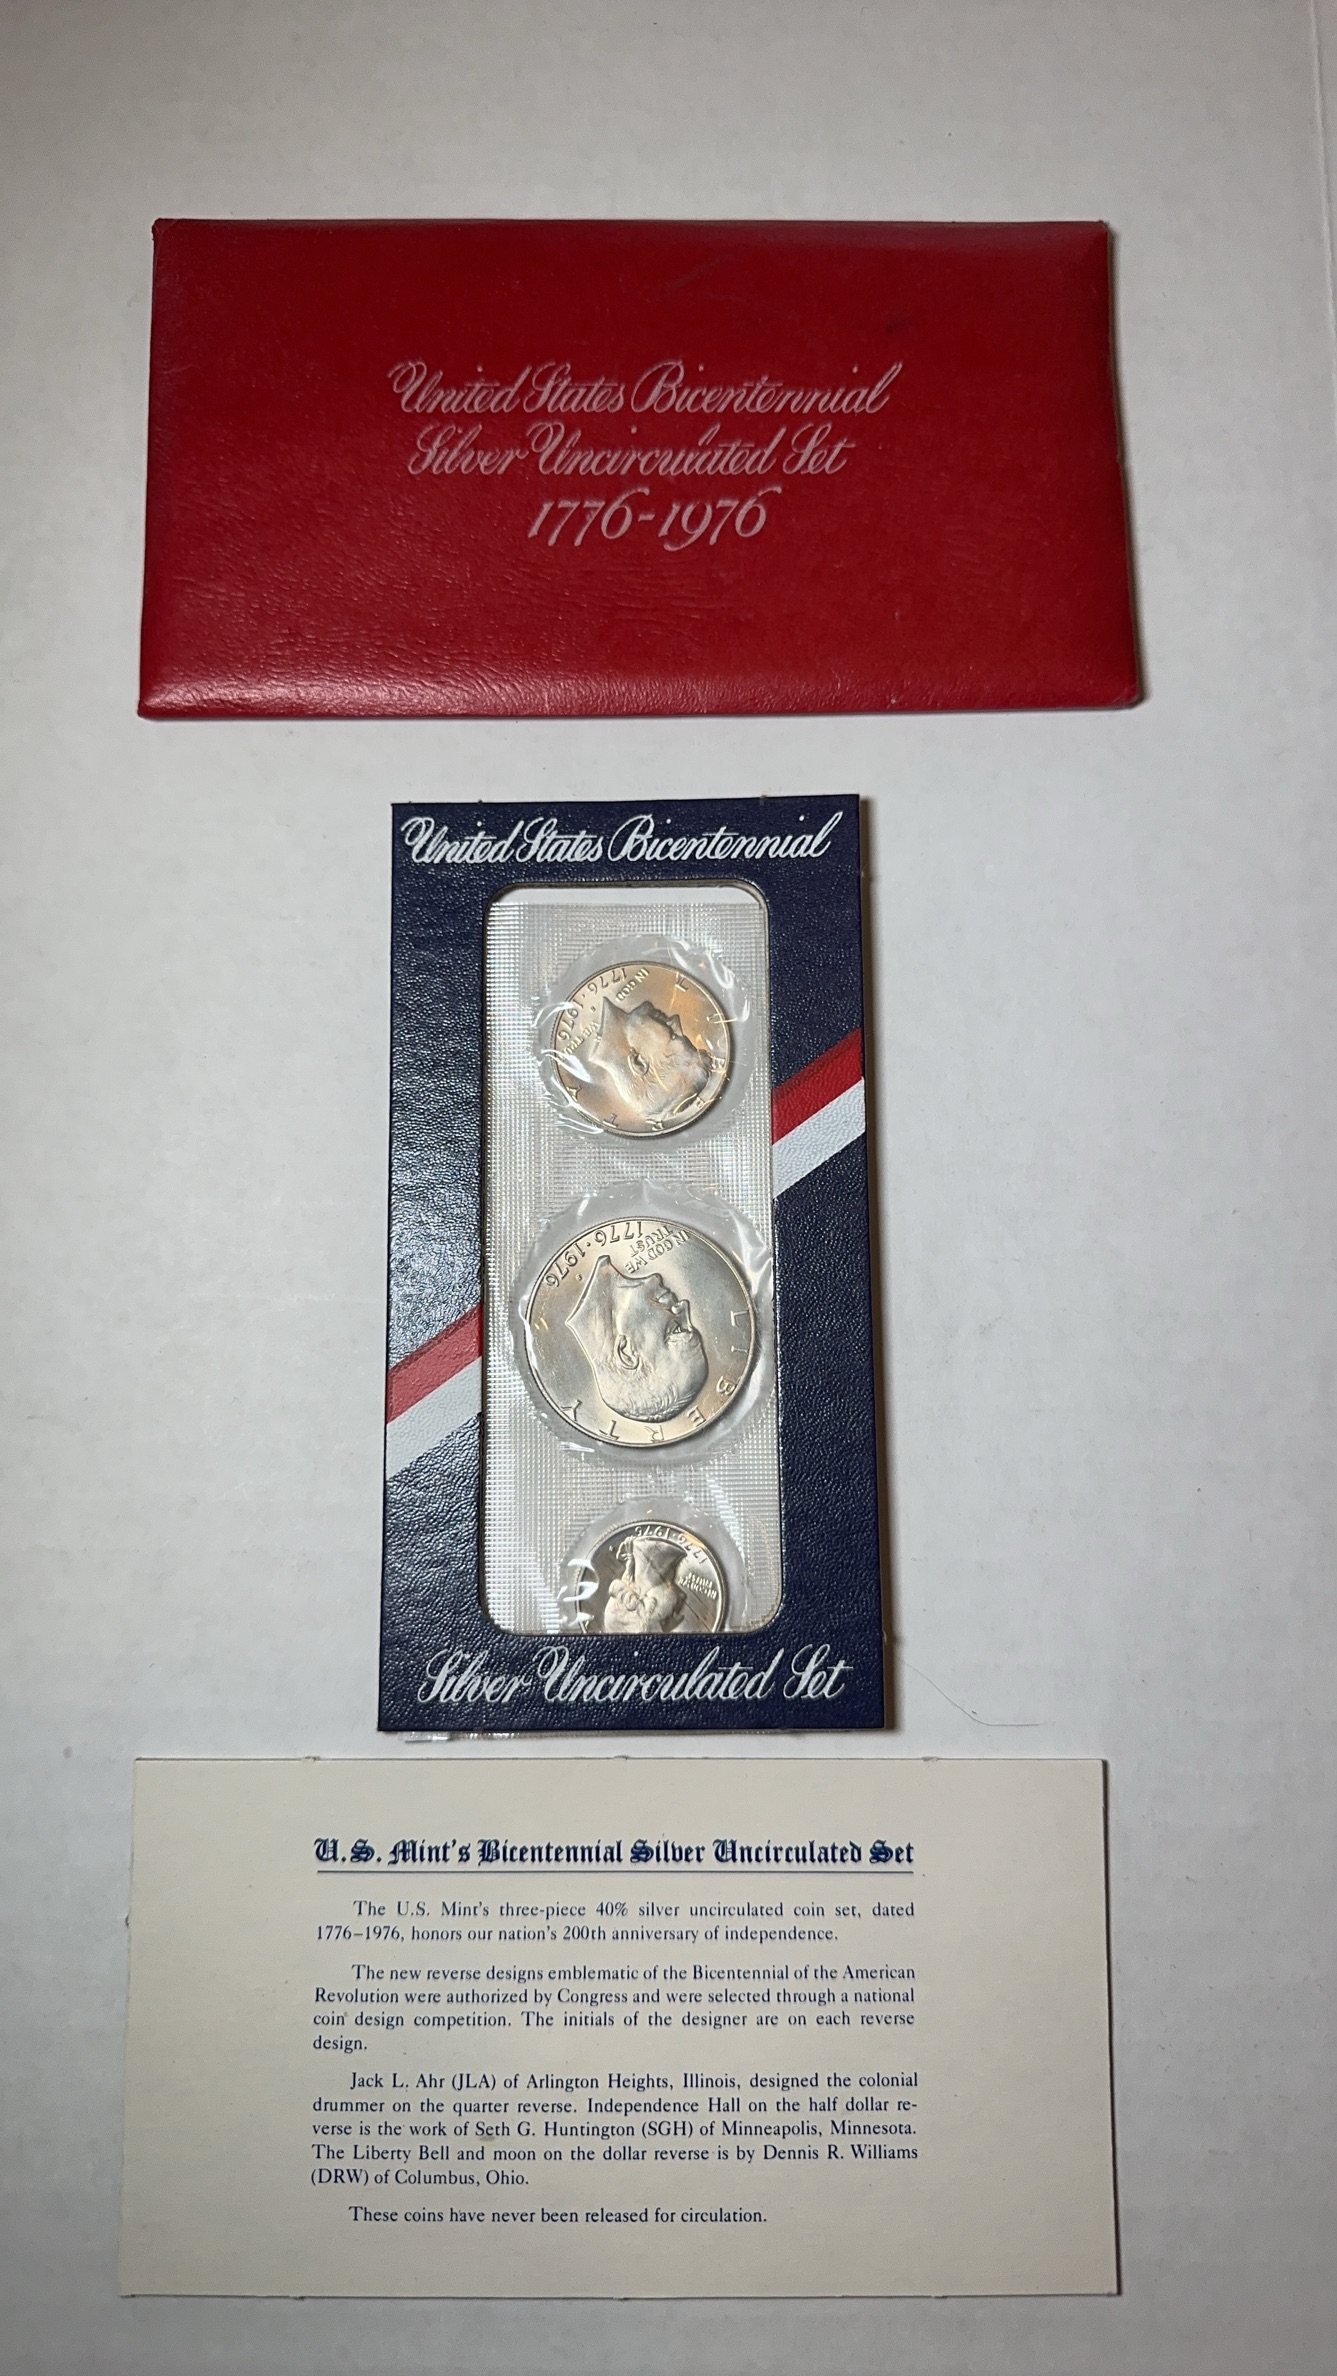 United States Bicentennial
Silver Uncirculated Set
1776-1976
United States Bicentennial
LIBERTY
IN GOD
WE TRU
1776·1976
LIBERTY
IN GOD WE
TRUST
1776·1976
1776·1976
Silver Uncirculated Set
U.S. Mint's Bicentennial Silver Uncirculated Set
The U.S. Mint's three-piece 40% silver uncirculated coin set, dated
1776–1976, honors our nation's 200th anniversary of independence.
The new reverse designs emblematic of the Bicentennial of the American
Revolution were authorized by Congress and were selected through a national
coin design competition. The initials of the designer are on each reverse
design.
Jack L. Ahr (JLA) of Arlington Heights, Illinois, designed the colonial
drummer on the quarter reverse. Independence Hall on the half dollar re-
verse is the work of Seth G. Huntington (SGH) of Minneapolis, Minnesota.
The Liberty Bell and moon on the dollar reverse is by Dennis R. Williams
(DRW) of Columbus, Ohio.
These coins have never been released for circulation.